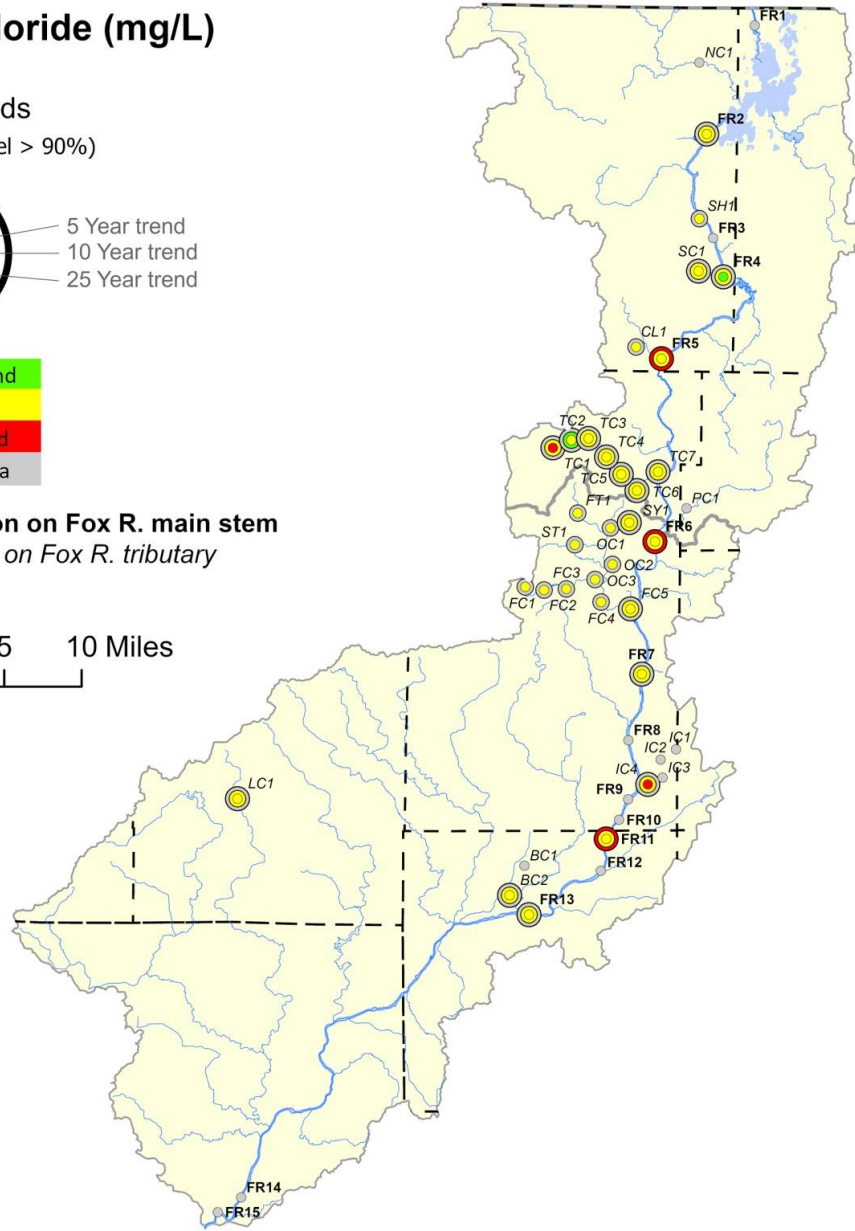 loride (mg/L)
ds
el > 90%)
5 Year trend
10 Year trend
25 Year trend
nd
d
a
on on Fox R. main stem
on Fox R. tributary
5 10 Miles
FR1
NC1
FR2
SH1
FR3
SC1
FR4
CL1
FR5
TC2
TC3
TC4
TC1
TC7
TC5
TC6
PC1
FT1
SY1
FR6
ST1
OC1
OC2
FC3
OC3
FC1
FC2
FC5
FC4
FR7
FR8
IC1
IC2
IC4
IC3
FR9
LC1
FR10
FR11
BC1
FR12
BC2
FR13
FR14
FR15